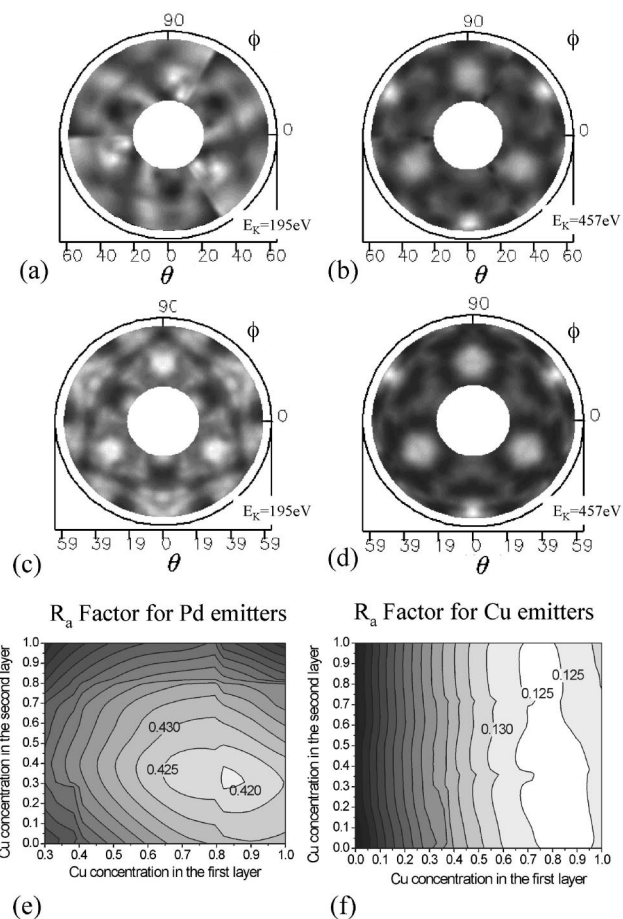 90
ϕ
0
E_K=195eV
60 40 20 0 20 40 60
(a)
θ
90
ϕ
0
E_K=457eV
60 40 20 0 20 40 60
(b)
θ
90
ϕ
0
E_K=195eV
59 39 19 0 19 39 59
(c)
θ
90
ϕ
0
E_K=457eV
59 39 19 0 19 39 59
(d)
θ
R_a Factor for Pd emitters
Cu concentration in the second layer
1.0
0.9
0.8
0.7
0.6
0.5
0.4
0.3
0.2
0.1
0.0
0.430
0.425
0.420
0.3 0.4 0.5 0.6 0.7 0.8 0.9 1.0
Cu concentration in the first layer
(e)
R_a Factor for Cu emitters
Cu concentration in the second layer
1.0
0.9
0.8
0.7
0.6
0.5
0.4
0.3
0.2
0.1
0.0
0.125
0.125
0.130
0.0 0.1 0.2 0.3 0.4 0.5 0.6 0.7 0.8 0.9 1.0
Cu concentration in the first layer
(f)